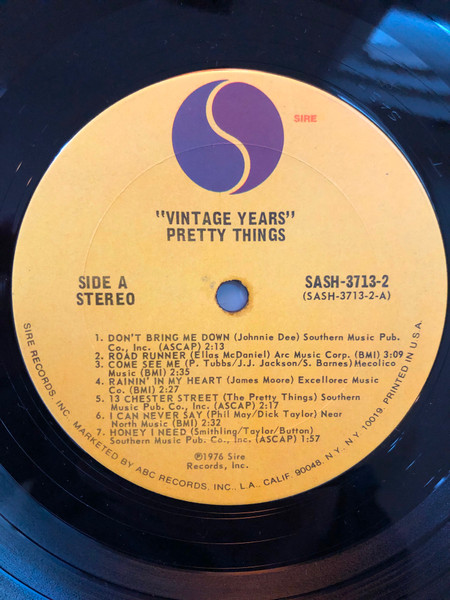 SIRE
"VINTAGE YEARS"
PRETTY THINGS
SIDE A
STEREO
SASH-3713-2
(SASH-3713-2-A)
1. DON'T BRING ME DOWN (Johnnie Dee) Southern Music Pub.
Co., Inc. (ASCAP) 2:13
2. ROAD RUNNER (Ellas McDaniel) Arc Music Corp. (BMI) 3:09
3. COME SEE ME (P. Tubbs/J.J. Jackson/S. Barnes) Mecolico
Music (BMI) 2:35
4. RAININ' IN MY HEART (James Moore) Excellorec Music
Co. (BMI) 2:27
5. 13 CHESTER STREET (The Pretty Things) Southern
Music Pub. Co., Inc. (ASCAP) 2:17
6. I CAN NEVER SAY (Phil May/Dick Taylor) Near
North Music (BMI) 2:32
7. HONEY I NEED (Smithling/Taylor/Button)
Southern Music Pub. Co., Inc. (ASCAP) 1:57
℗1976 Sire
Records, Inc.
SIRE RECORDS, INC. MARKETED BY ABC RECORDS, INC., L.A., CALIF. 90048, N.Y., N.Y. 10019. PRINTED IN U.S.A.